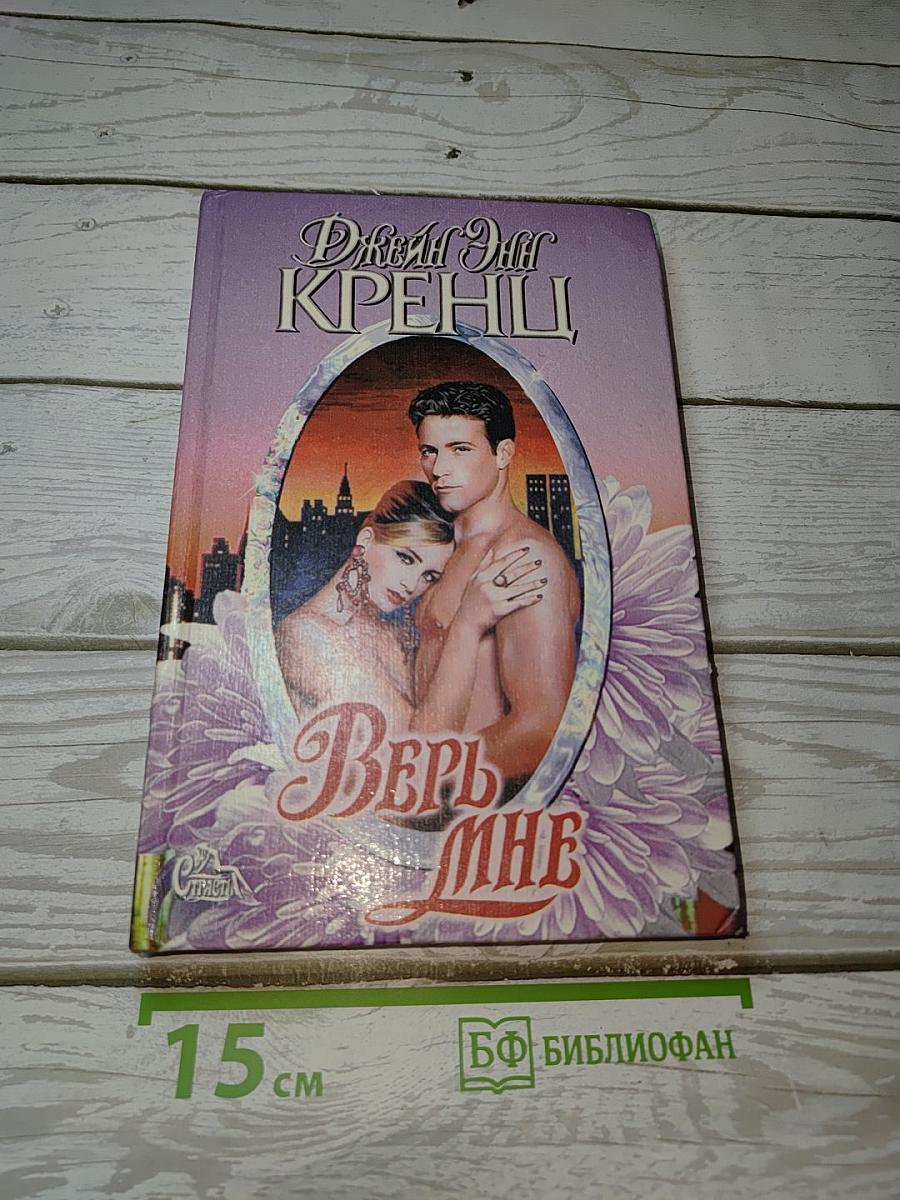 Джейн Энн
КРЕНЦ
Верь
мне
Страсть
15 см
БФ БИБЛИОФАН